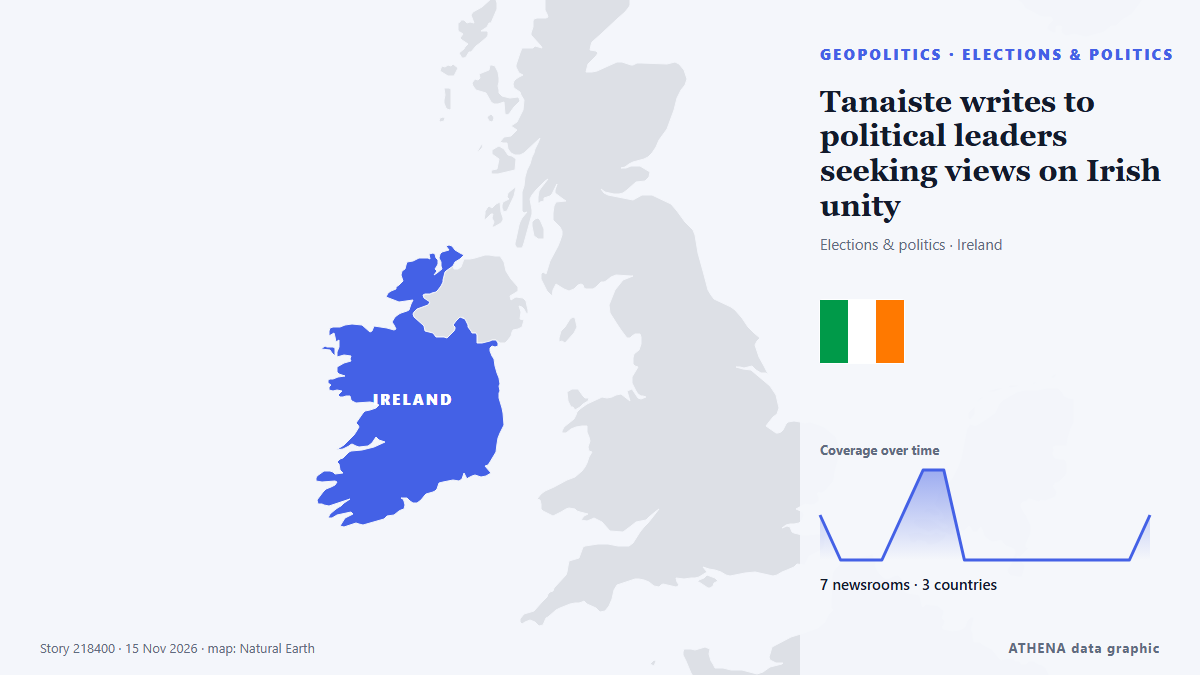 GEOPOLITICS · ELECTIONS & POLITICS
Tanaiste writes to
political leaders
seeking views on Irish
unity
Elections & politics · Ireland
IRELAND
Coverage over time
7 newsrooms · 3 countries
Story 218400 · 15 Nov 2026 · map: Natural Earth
ATHENA data graphic